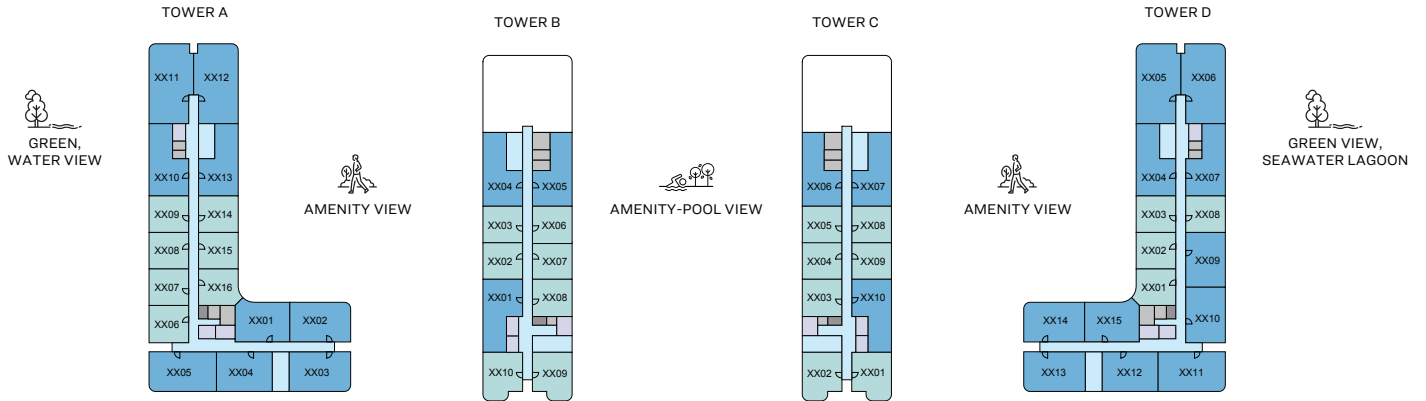 TOWER A
TOWER B
TOWER C
TOWER D
XX11
XX12
XX10
XX13
XX09
XX14
XX08
XX15
XX07
XX16
XX06
XX01
XX02
XX05
XX04
XX03
GREEN,
WATER VIEW
AMENITY VIEW
XX04
XX05
XX03
XX06
XX02
XX07
XX01
XX08
XX10
XX09
AMENITY-POOL VIEW
XX06
XX07
XX05
XX08
XX04
XX09
XX03
XX10
XX02
XX01
AMENITY VIEW
XX05
XX06
XX04
XX07
XX03
XX08
XX02
XX09
XX01
XX10
XX14
XX15
XX13
XX12
XX11
GREEN VIEW,
SEAWATER LAGOON